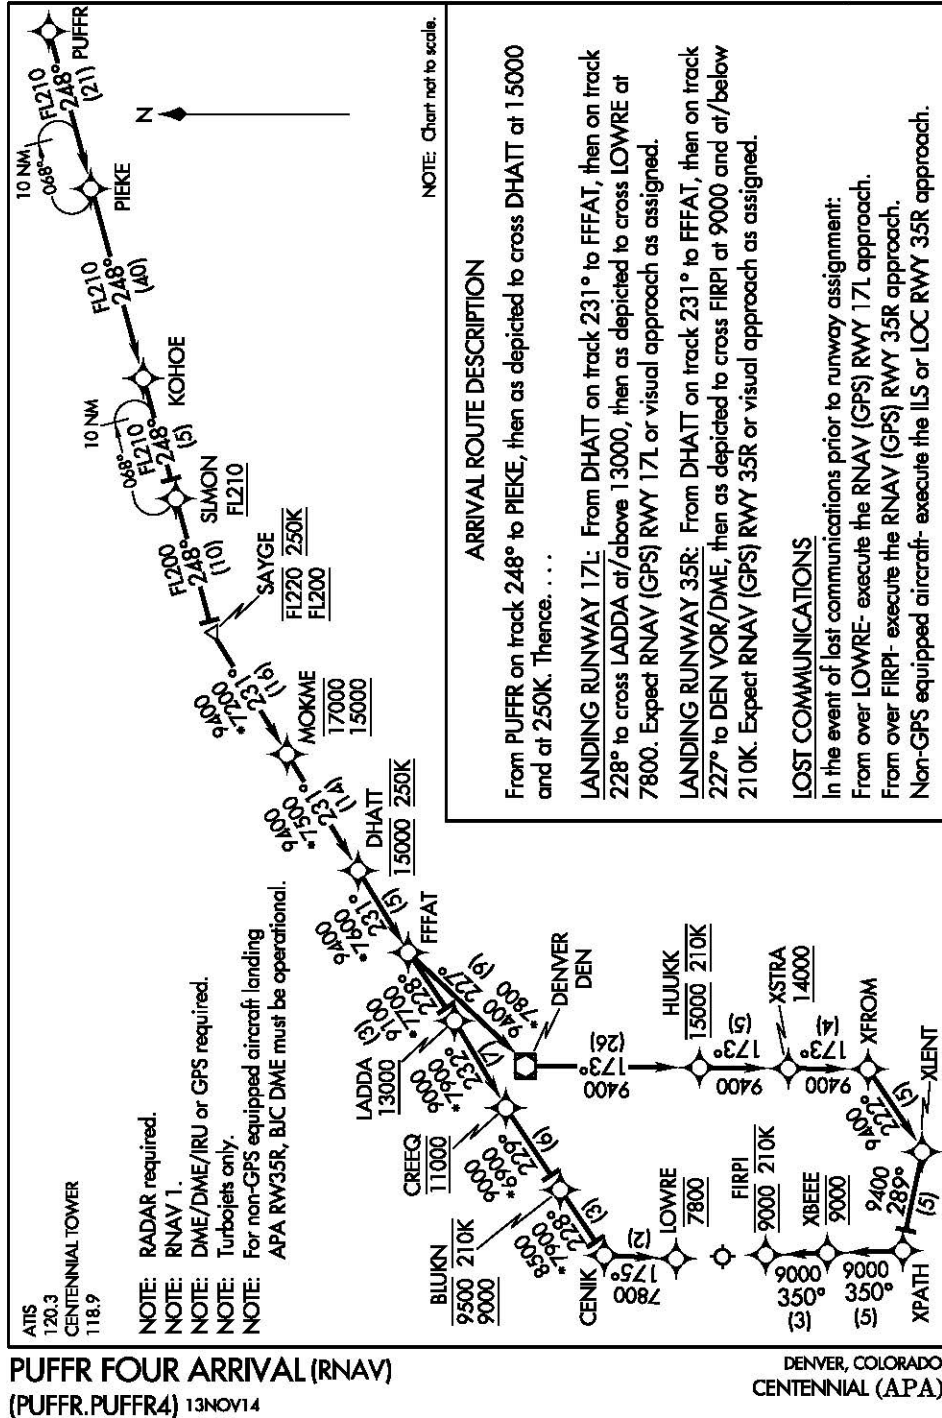 ATIS
120.3
CENTENNIAL TOWER
118.9
NOTE: RADAR required.
NOTE: RNAV 1.
NOTE: DME/DME/IRU or GPS required.
NOTE: Turbojets only.
NOTE: For non-GPS equipped aircraft landing
APA RW35R, BJC DME must be operational.
PUFFR
FL210
248°
(21)
10 NM
068°
PIEKE
FL210
248°
(40)
KOHOE
10 NM
068°
FL210
248°
(5)
SLMON
FL210
FL200
248°
(10)
SAYGE
FL220 250K
FL200
9400
*7200
231°
(16)
MOKME
17000
15000
9400
*7500
231°
(14)
DHATT
15000 250K
9400
*7600
231°
(5)
FFFAT
(3)
9100
*7700
228°
LADDA
13000
9000
*7900
232°
(7)
CREEQ
11000
9000
*6900
229°
(6)
BLUKN
9500 210K
9000
8500
*7900
228°
(3)
CENIK
7800
175°
(2)
LOWRE
7800
9400
*7800
227°
(9)
DENVER
DEN
(26)
173°
9400
HUUKK
15000 210K
(5)
173°
9400
XSTRA
14000
(4)
173°
9400
XFROM
9400
222°
(5)
XLENT
9400
289°
(5)
XPATH
9000
350°
(5)
XBEEE
9000
9000
350°
(3)
FIRPI
9000 210K
N
NOTE: Chart not to scale.
ARRIVAL ROUTE DESCRIPTION
From PUFFR on track 248° to PIEKE, then as depicted to cross DHATT at 15000
and at 250K. Thence. . . .
LANDING RUNWAY 17L: From DHATT on track 231° to FFFAT, then on track
228° to cross LADDA at/above 13000, then as depicted to cross LOWRE at
7800. Expect RNAV (GPS) RWY 17L or visual approach as assigned.
LANDING RUNWAY 35R: From DHATT on track 231° to FFFAT, then on track
227° to DEN VOR/DME, then as depicted to cross FIRPI at 9000 and at/below
210K. Expect RNAV (GPS) RWY 35R or visual approach as assigned.
LOST COMMUNICATIONS
In the event of lost communications prior to runway assignment:
From over LOWRE- execute the RNAV (GPS) RWY 17L approach.
From over FIRPI- execute the RNAV (GPS) RWY 35R approach.
Non-GPS equipped aircraft- execute the ILS or LOC RWY 35R approach.
PUFFR FOUR ARRIVAL (RNAV)
(PUFFR.PUFFR4) 13NOV14
DENVER, COLORADO
CENTENNIAL (APA)